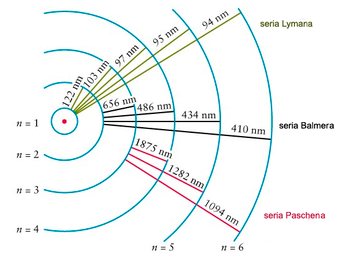 94 nm
seria Lymana
95 nm
97 nm
103 nm
122 nm
656 nm
486 nm
434 nm
410 nm
seria Balmera
n = 1
1875 nm
n = 2
1282 nm
n = 3
1094 nm
seria Paschena
n = 4
n = 5
n = 6